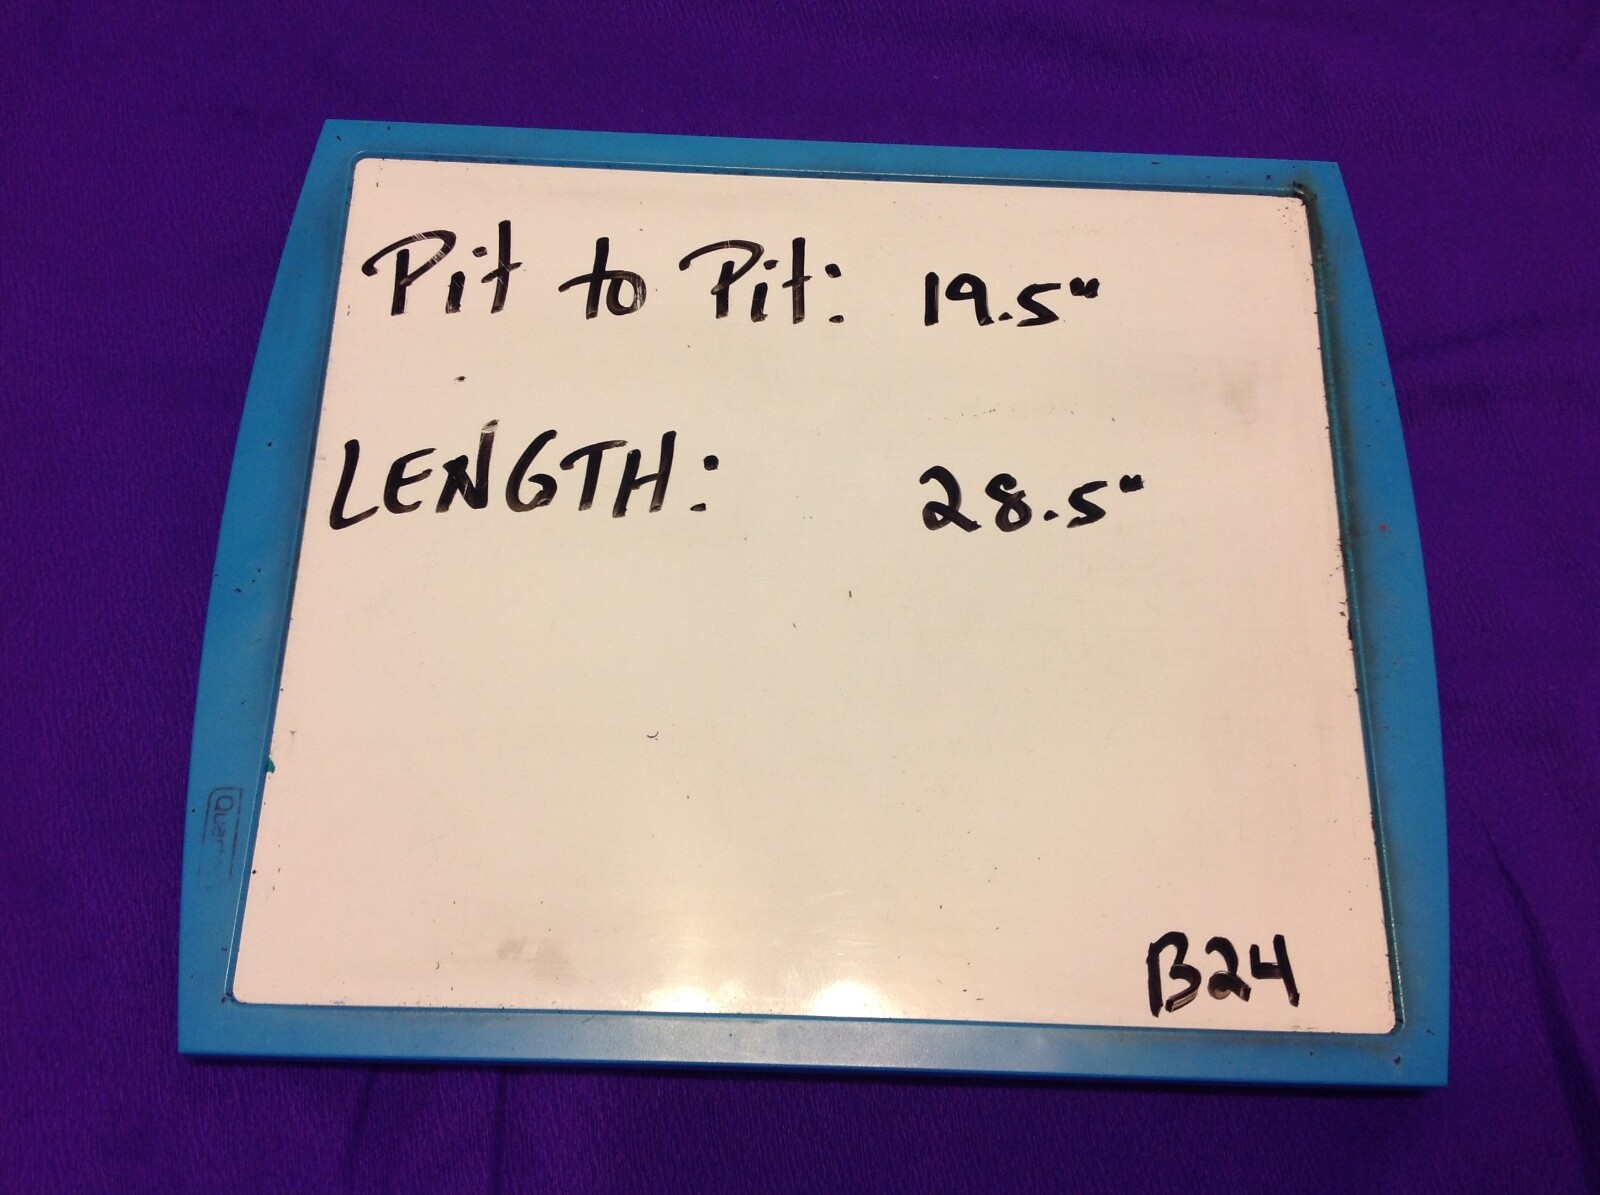 Pit to Pit: 19.5"
LENGTH: 28.5"
B24